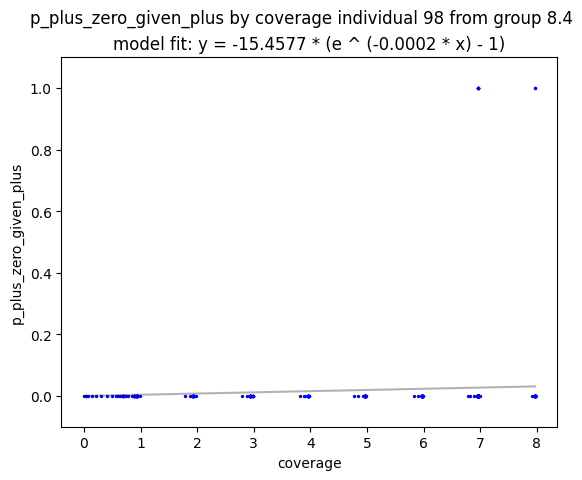 p_plus_zero_given_plus by coverage individual 98 from group 8.4
model fit: y = -15.4577 * (e ^ (-0.0002 * x) - 1)
1.0
0.8
0.6
0.4
0.2
0.0
p_plus_zero_given_plus
0 1 2 3 4 5 6 7 8
coverage